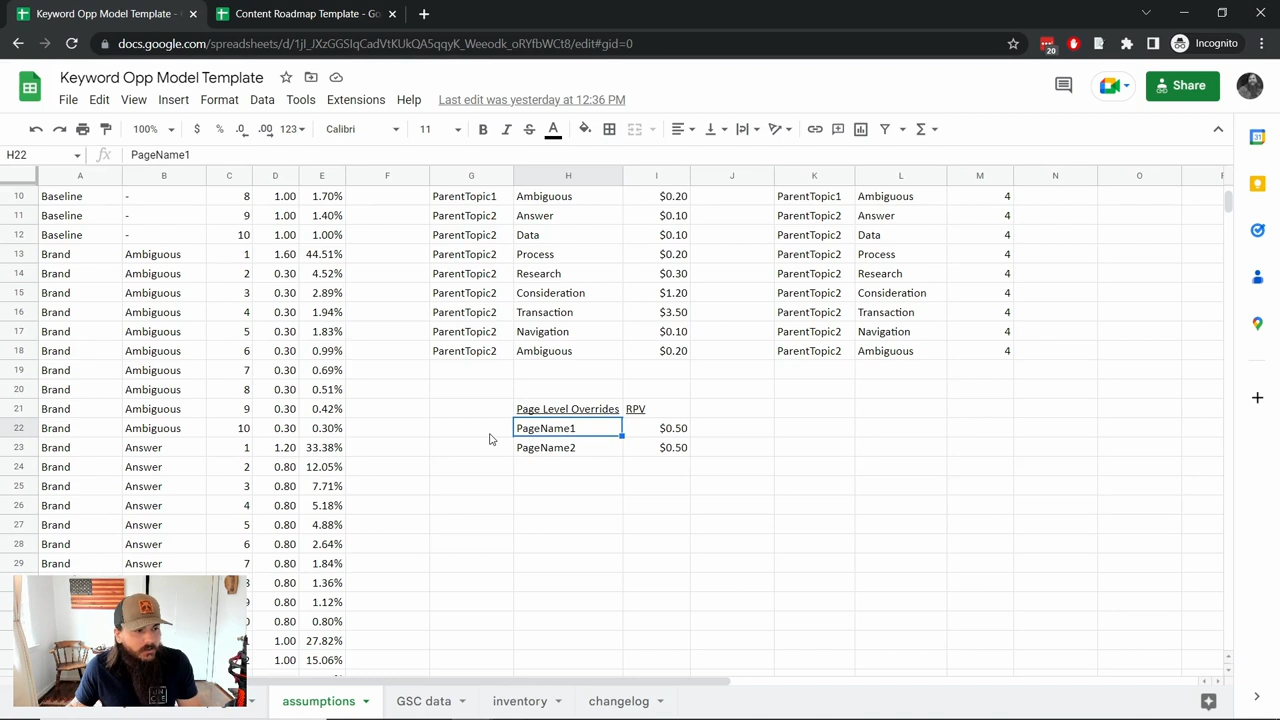 Keyword Opp Model Template -
Content Roadmap Template - Go
docs.google.com/spreadsheets/d/1jI_JXzGGSIqCadVtKUkQA5qqyK_Wcbodk_oRYfbWCt8/edit#gid=0
20
Incognito
Keyword Opp Model Template
File Edit View Insert Format Data Tools Extensions Help Last edit was yesterday at 12:36 PM
Share
100% $ % .0 .00 123 Calibri 11 B I S A
H22 fx PageName1
A B C D E F G H I J K L M N O
10 Baseline - 8 1.00 1.70% ParentTopic1 Ambiguous $0.20 ParentTopic1 Ambiguous 4
11 Baseline - 9 1.00 1.40% ParentTopic2 Answer $0.10 ParentTopic2 Answer 4
12 Baseline - 10 1.00 1.00% ParentTopic2 Data $0.10 ParentTopic2 Data 4
13 Brand Ambiguous 1 1.60 44.51% ParentTopic2 Process $0.20 ParentTopic2 Process 4
14 Brand Ambiguous 2 0.30 4.52% ParentTopic2 Research $0.30 ParentTopic2 Research 4
15 Brand Ambiguous 3 0.30 2.89% ParentTopic2 Consideration $1.20 ParentTopic2 Consideration 4
16 Brand Ambiguous 4 0.30 1.94% ParentTopic2 Transaction $3.50 ParentTopic2 Transaction 4
17 Brand Ambiguous 5 0.30 1.83% ParentTopic2 Navigation $0.10 ParentTopic2 Navigation 4
18 Brand Ambiguous 6 0.30 0.99% ParentTopic2 Ambiguous $0.20 ParentTopic2 Ambiguous 4
19 Brand Ambiguous 7 0.30 0.69%
20 Brand Ambiguous 8 0.30 0.51%
21 Brand Ambiguous 9 0.30 0.42% Page Level Overrides RPV
22 Brand Ambiguous 10 0.30 0.30% PageName1 $0.50
23 Brand Answer 1 1.20 33.38% PageName2 $0.50
24 Brand Answer 2 0.80 12.05%
25 Brand Answer 3 0.80 7.71%
26 Brand Answer 4 0.80 5.18%
27 Brand Answer 5 0.80 4.88%
28 Brand Answer 6 0.80 2.64%
29 Brand Answer 7 0.80 1.84%
0.80 1.36%
0.80 1.12%
0.80 0.80%
1.00 27.82%
1.00 15.06%
assumptions GSC data inventory changelog